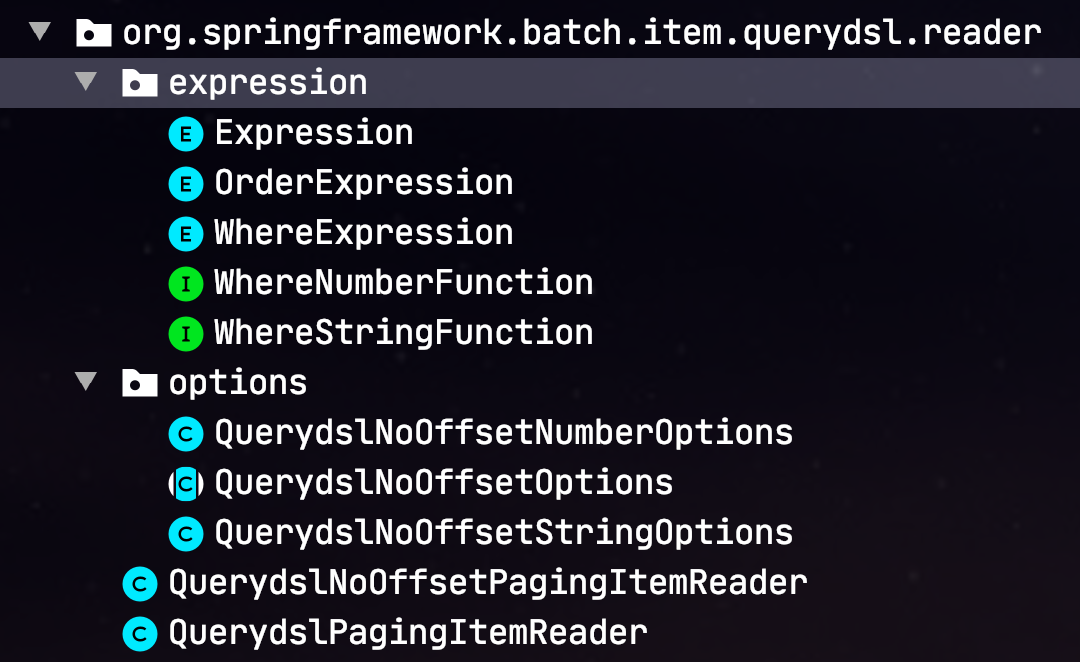 org.springframework.batch.item.querydsl.reader
expression
E Expression
E OrderExpression
E WhereExpression
I WhereNumberFunction
I WhereStringFunction
options
C QuerydslNoOffsetNumberOptions
C QuerydslNoOffsetOptions
C QuerydslNoOffsetStringOptions
C QuerydslNoOffsetPagingItemReader
C QuerydslPagingItemReader